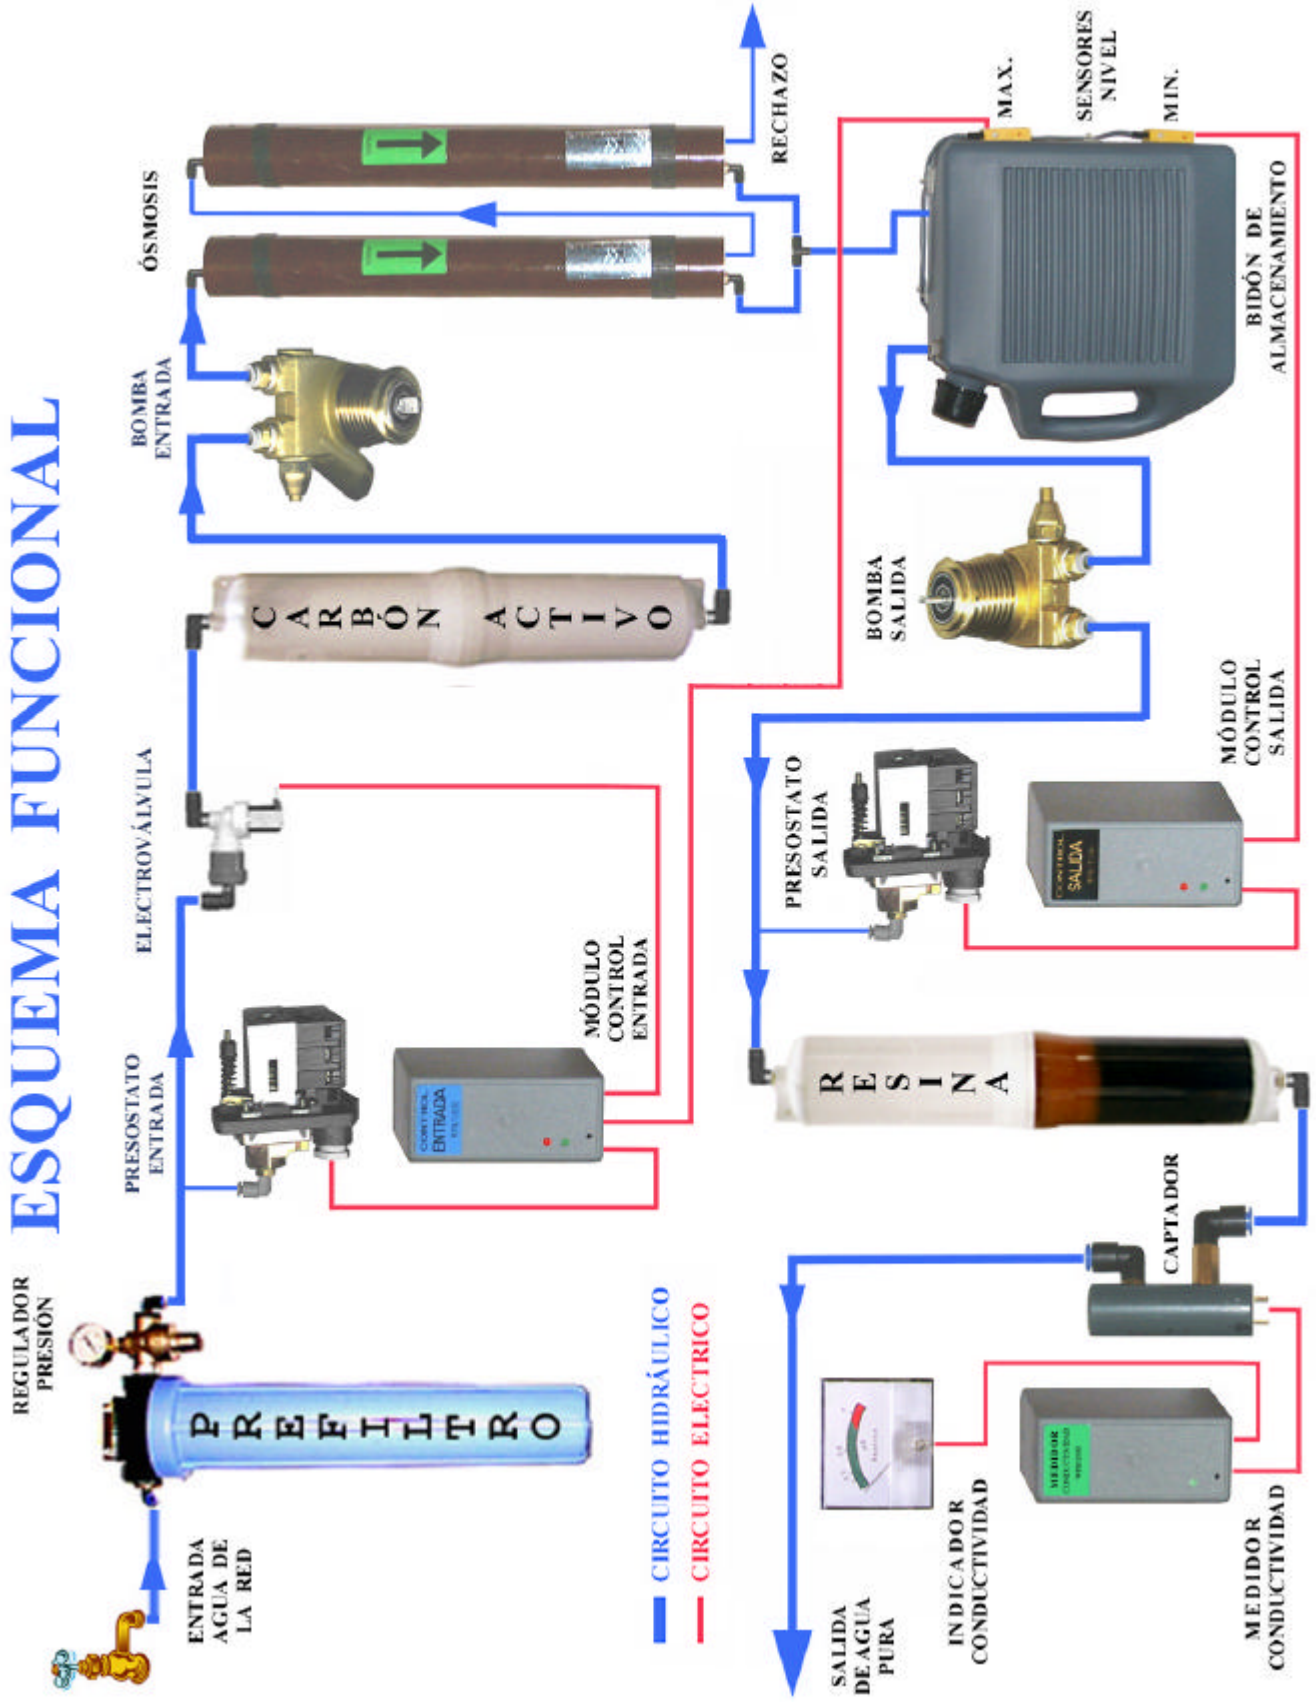 ESQUEMA FUNCIONAL
REGULADOR
PRESIÓN
PRESOSTATO
ENTRADA
ELECTROVÁLVULA
BOMBA
ENTRADA
ÓSMOSIS
ENTRADA
AGUA DE
LA RED
PREFILTRO
CONTROL
ENTRADA
MÓDULO
CONTROL
ENTRADA
CARBÓN ACTIVO
RECHAZO
CIRCUITO HIDRÁULICO
CIRCUITO ELECTRICO
SALIDA
DE AGUA
PURA
INDICADOR
CONDUCTIVIDAD
MEDIDOR
CONDUCTIVIDAD
MEDIDOR
CONDUCTIVIDAD
CAPTADOR
RESINA
PRESOSTATO
SALIDA
CONTROL
SALIDA
MÓDULO
CONTROL
SALIDA
BOMBA
SALIDA
BIDÓN DE
ALMACENAMIENTO
MAX.
SENSORES
NIVEL
MIN.